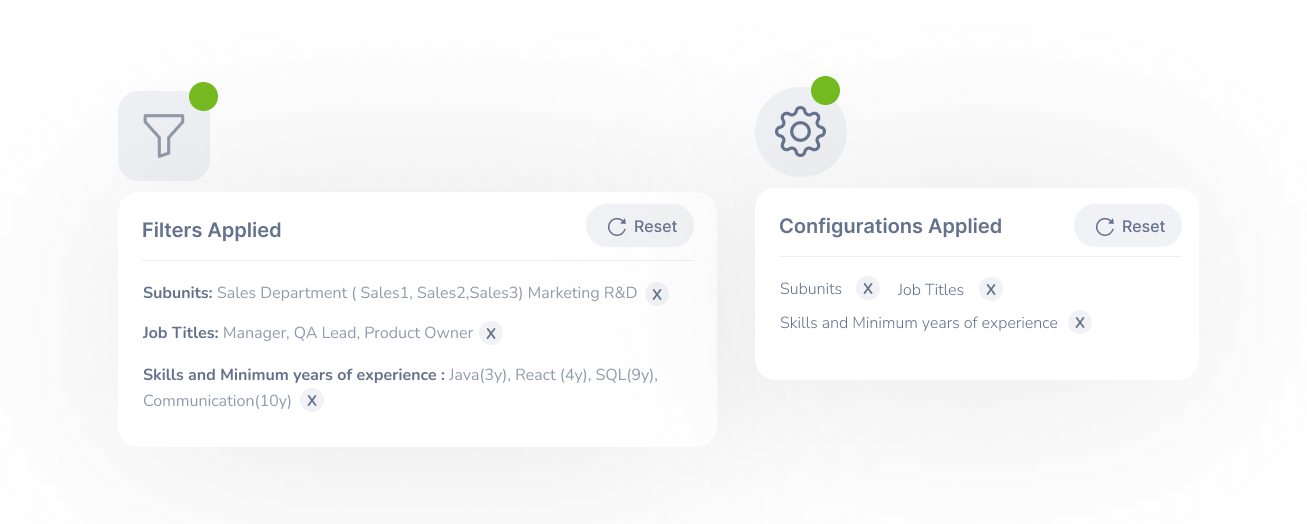 Filters Applied
Reset
Subunits: Sales Department ( Sales1, Sales2,Sales3) Marketing R&D X
Job Titles: Manager, QA Lead, Product Owner X
Skills and Minimum years of experience : Java(3y), React (4y), SQL(9y),
Communication(10y) X
Configurations Applied
Reset
Subunits X Job Titles X
Skills and Minimum years of experience X